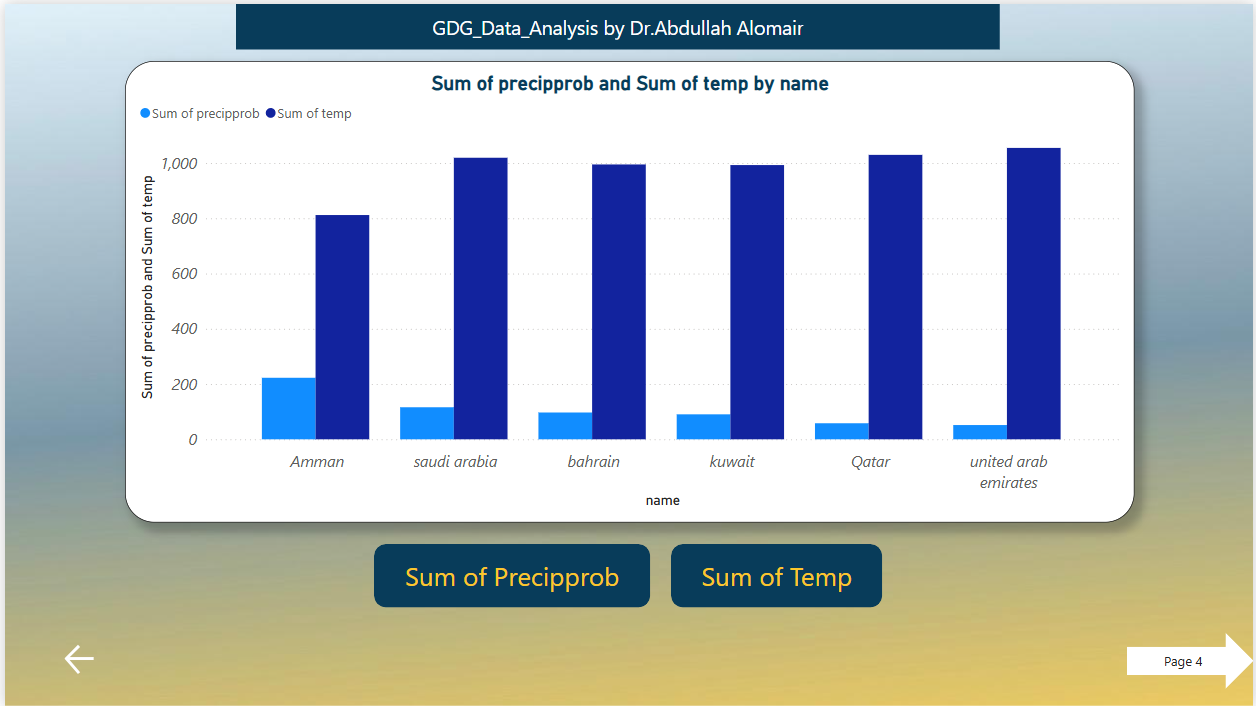 GDG_Data_Analysis by Dr.Abdullah Alomair
Sum of precipprob and Sum of temp by name
Sum of precipprob Sum of temp
Sum of precipprob and Sum of temp
1,000
800
600
400
200
0
Amman saudi arabia bahrain kuwait Qatar united arab
emirates
name
Sum of Precipprob Sum of Temp
Page 4